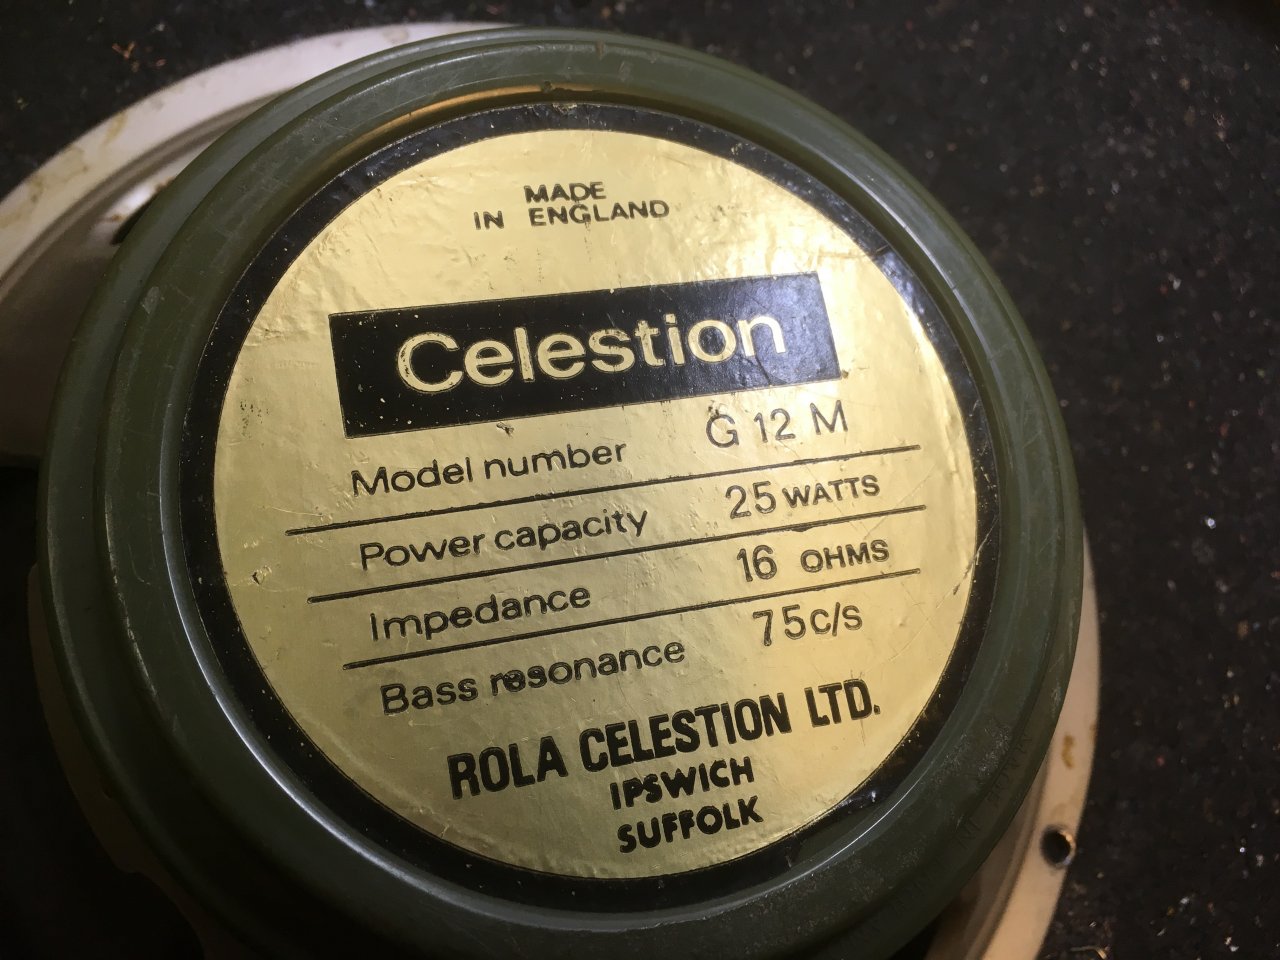 MADE
IN ENGLAND
Celestion
Model number G 12 M
Power capacity 25 WATTS
Impedance 16 OHMS
Bass resonance 75 c/s
ROLA CELESTION LTD.
IPSWICH
SUFFOLK